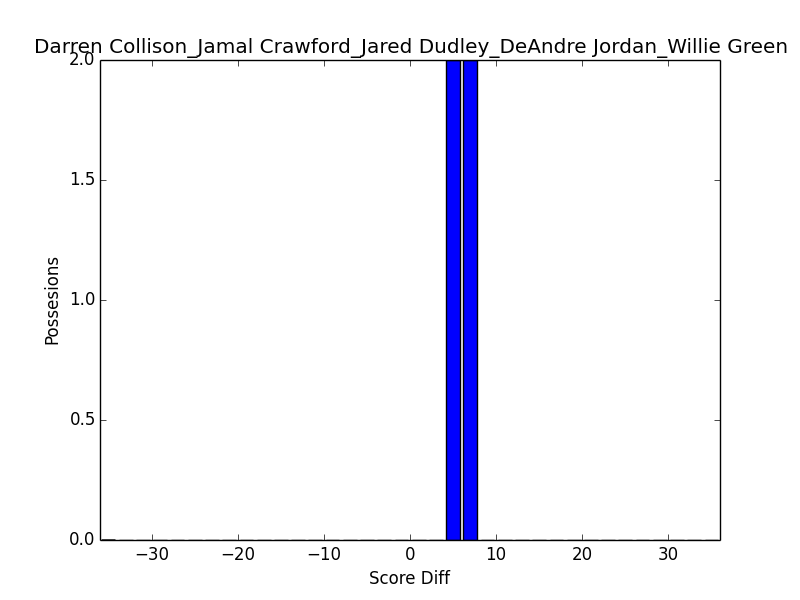 Darren Collison_Jamal Crawford_Jared Dudley_DeAndre Jordan_Willie Green
2.0
1.5
1.0
0.5
0.0
Possesions
−30 −20 −10 0 10 20 30
Score Diff